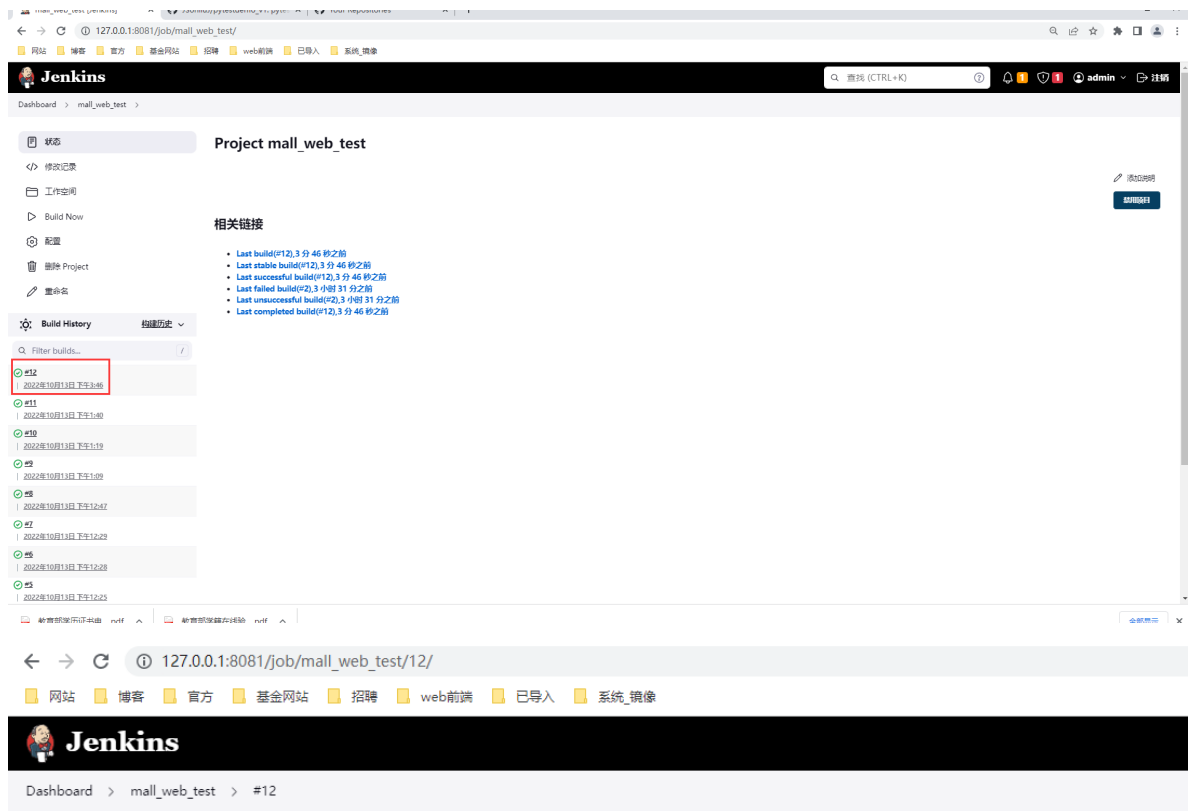 mall_web_test [Jenkins]
Your Repositories
127.0.0.1:8081/job/mall_web_test/
网站 博客 官方 基金网站 招聘 web前端 已导入 系统_镜像
Jenkins
查找 (CTRL+K)
1 1 admin 注销
Dashboard > mall_web_test >
状态
Project mall_web_test
修改记录
添加说明
工作空间
禁用项目
Build Now
相关链接
配置
Last build(#12),3 分 46 秒之前
Last stable build(#12),3 分 46 秒之前
删除 Project
Last successful build(#12),3 分 46 秒之前
Last failed build(#2),3 小时 31 分之前
重命名
Last unsuccessful build(#2),3 小时 31 分之前
Last completed build(#12),3 分 46 秒之前
Build History 构建历史
Filter builds... /
#12
2022年10月13日 下午3:46
#11
2022年10月13日 下午1:40
#10
2022年10月13日 下午1:19
#9
2022年10月13日 下午1:09
#8
2022年10月13日 下午12:47
#7
2022年10月13日 下午12:29
#6
2022年10月13日 下午12:28
#5
2022年10月13日 下午12:25
全部显示
127.0.0.1:8081/job/mall_web_test/12/
网站 博客 官方 基金网站 招聘 web前端 已导入 系统_镜像
Jenkins
Dashboard > mall_web_test > #12